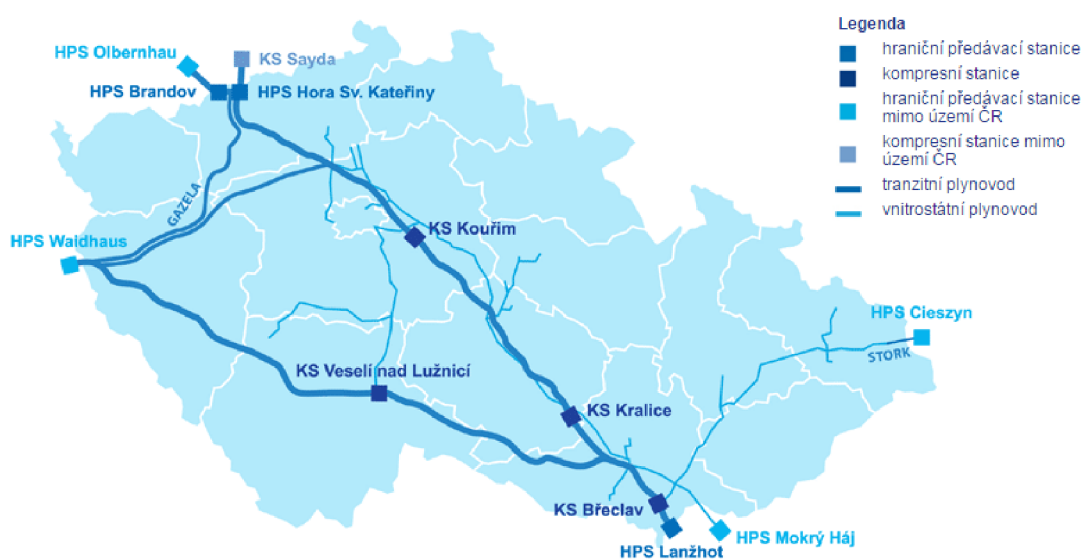 Legenda
hraniční předávací stanice
kompresní stanice
hraniční předávací stanice
mimo území ČR
kompresní stanice mimo
území ČR
tranzitní plynovod
vnitrostátní plynovod
HPS Olbernhau
KS Sayda
HPS Brandov
HPS Hora Sv. Kateřiny
GAZELA
HPS Waidhaus
KS Kouřim
HPS Cieszyn
STORK
KS Veselí nad Lužnicí
KS Kralice
KS Břeclav
HPS Mokrý Háj
HPS Lanžhot